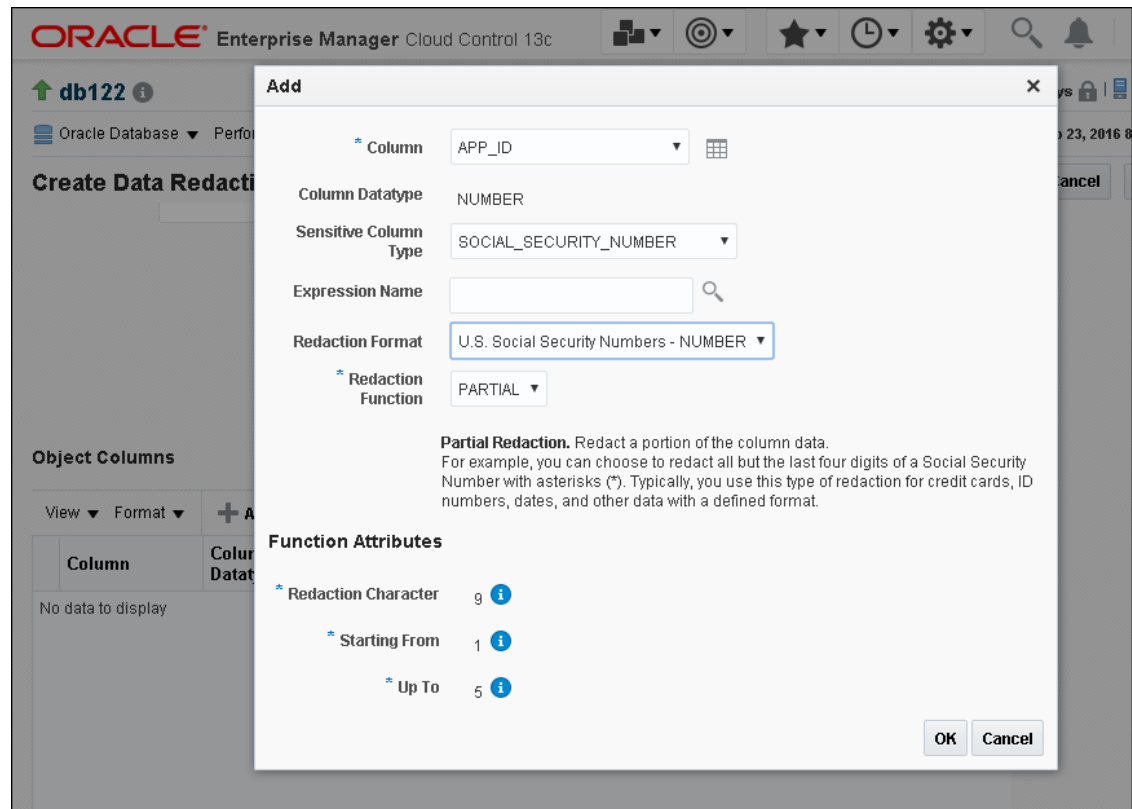 ORACLE Enterprise Manager Cloud Control 13c
db122
Add
ys
Oracle Database
23, 2016 8
* Column APP_ID
Create Data Redacti
ancel
Column Datatype NUMBER
Sensitive Column Type SOCIAL_SECURITY_NUMBER
Expression Name
Redaction Format U.S. Social Security Numbers - NUMBER
* Redaction Function PARTIAL
Partial Redaction. Redact a portion of the column data.
For example, you can choose to redact all but the last four digits of a Social Security
Number with asterisks (*). Typically, you use this type of redaction for credit cards, ID
numbers, dates, and other data with a defined format.
Object Columns
View Format
Function Attributes
Column
No data to display
* Redaction Character 9
* Starting From 1
* Up To 5
OK Cancel